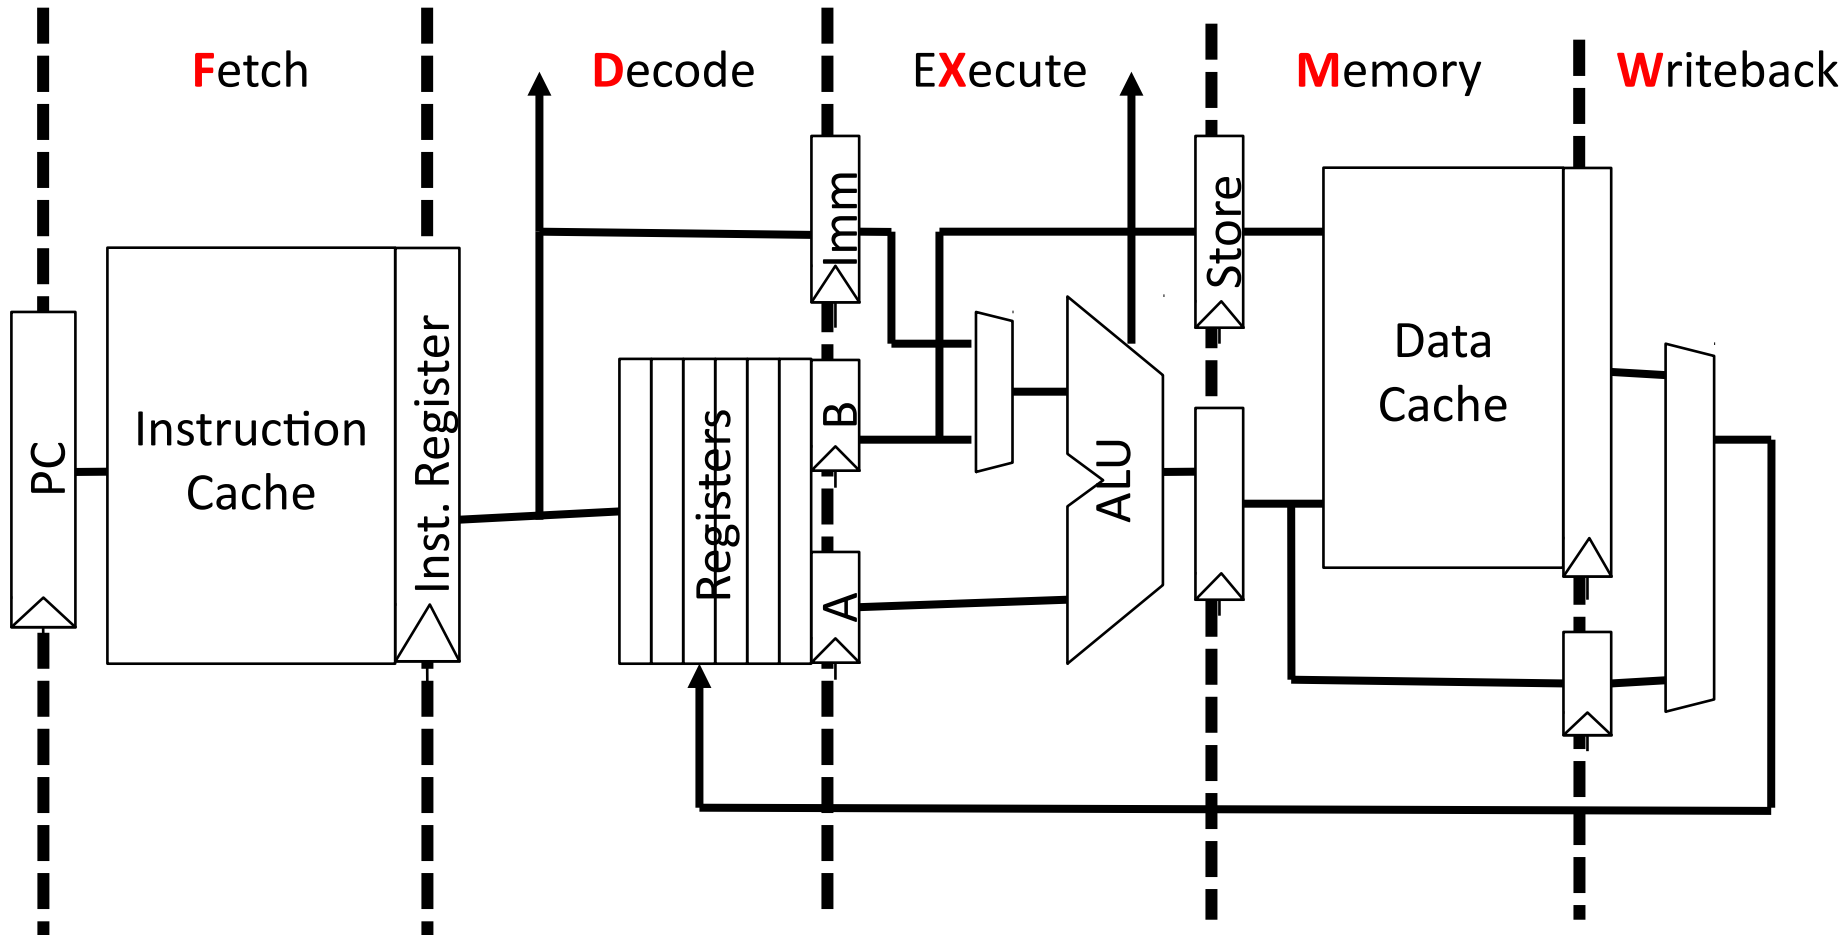 Fetch
Decode
EXecute
Memory
Writeback
PC
Instruction
Cache
Inst. Register
Registers
Imm
B
A
ALU
Store
Data
Cache